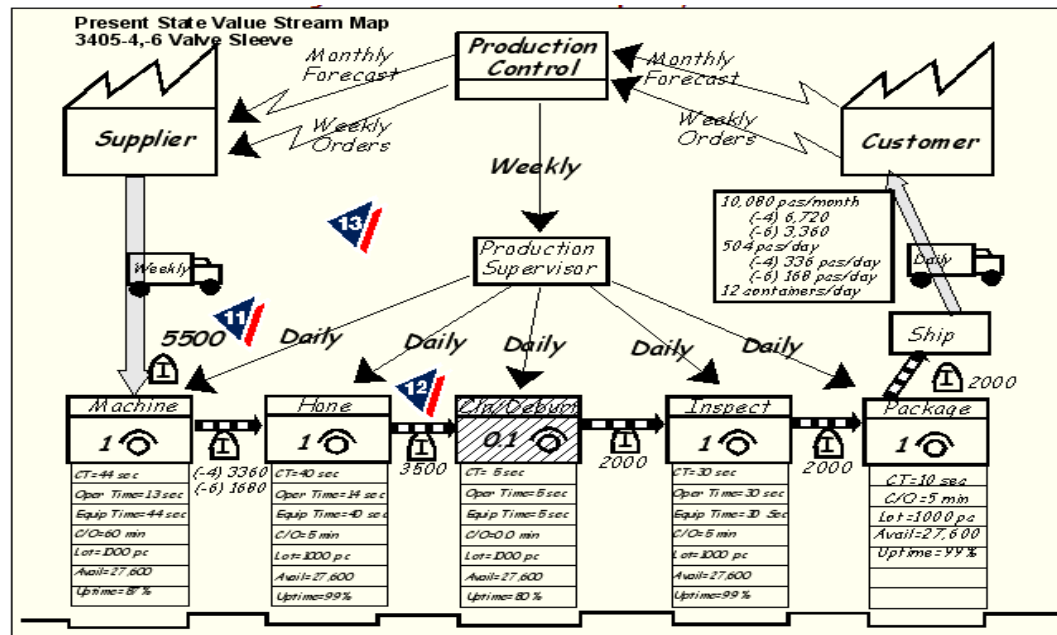 Present State Value Stream Map
3405-4,-6 Valve Sleeve
Production
Control
Monthly
Forecast
Weekly
Orders
Monthly
Forecast
Weekly
Orders
Supplier
Customer
Weekly
10,080 pcs/month
(-4) 6,720
(-6) 3,360
504 pcs/day
(-4) 336 pcs/day
(-6) 168 pcs/day
12 containers/day
13
Production
Supervisor
Weekly
Daily
11
5500
I
Daily
Daily
Daily
Daily
Daily
12
Ship
I
2000
Machine
1
I
(-4) 3360
(-6) 1680
Hone
1
I
3500
Cln/Deburr
0.1
I
2000
Inspect
1
I
2000
Package
1
CT=44 sec
Oper Time=13 sec
Equip Time=44 sec
C/O=60 min
Lot=1000 pc
Avail=27,600
Uptime=87%
CT=40 sec
Oper Time=14 sec
Equip Time=40 sec
C/O=5 min
Lot=1000 pc
Avail=27,600
Uptime=99%
CT= 5 sec
Oper Time=5 sec
Equip Time=5 sec
C/O=0.0 min
Lot=1000 pc
Avail=27,600
Uptime=80%
CT=30 sec
Oper Time=30 sec
Equip Time=30 Sec
C/O=5 min
Lot=1000 pc
Avail=27,600
Uptime=99%
CT=10 sec
C/O=5 min
Lot=1000 pc
Avail=27,600
Uptime=99%